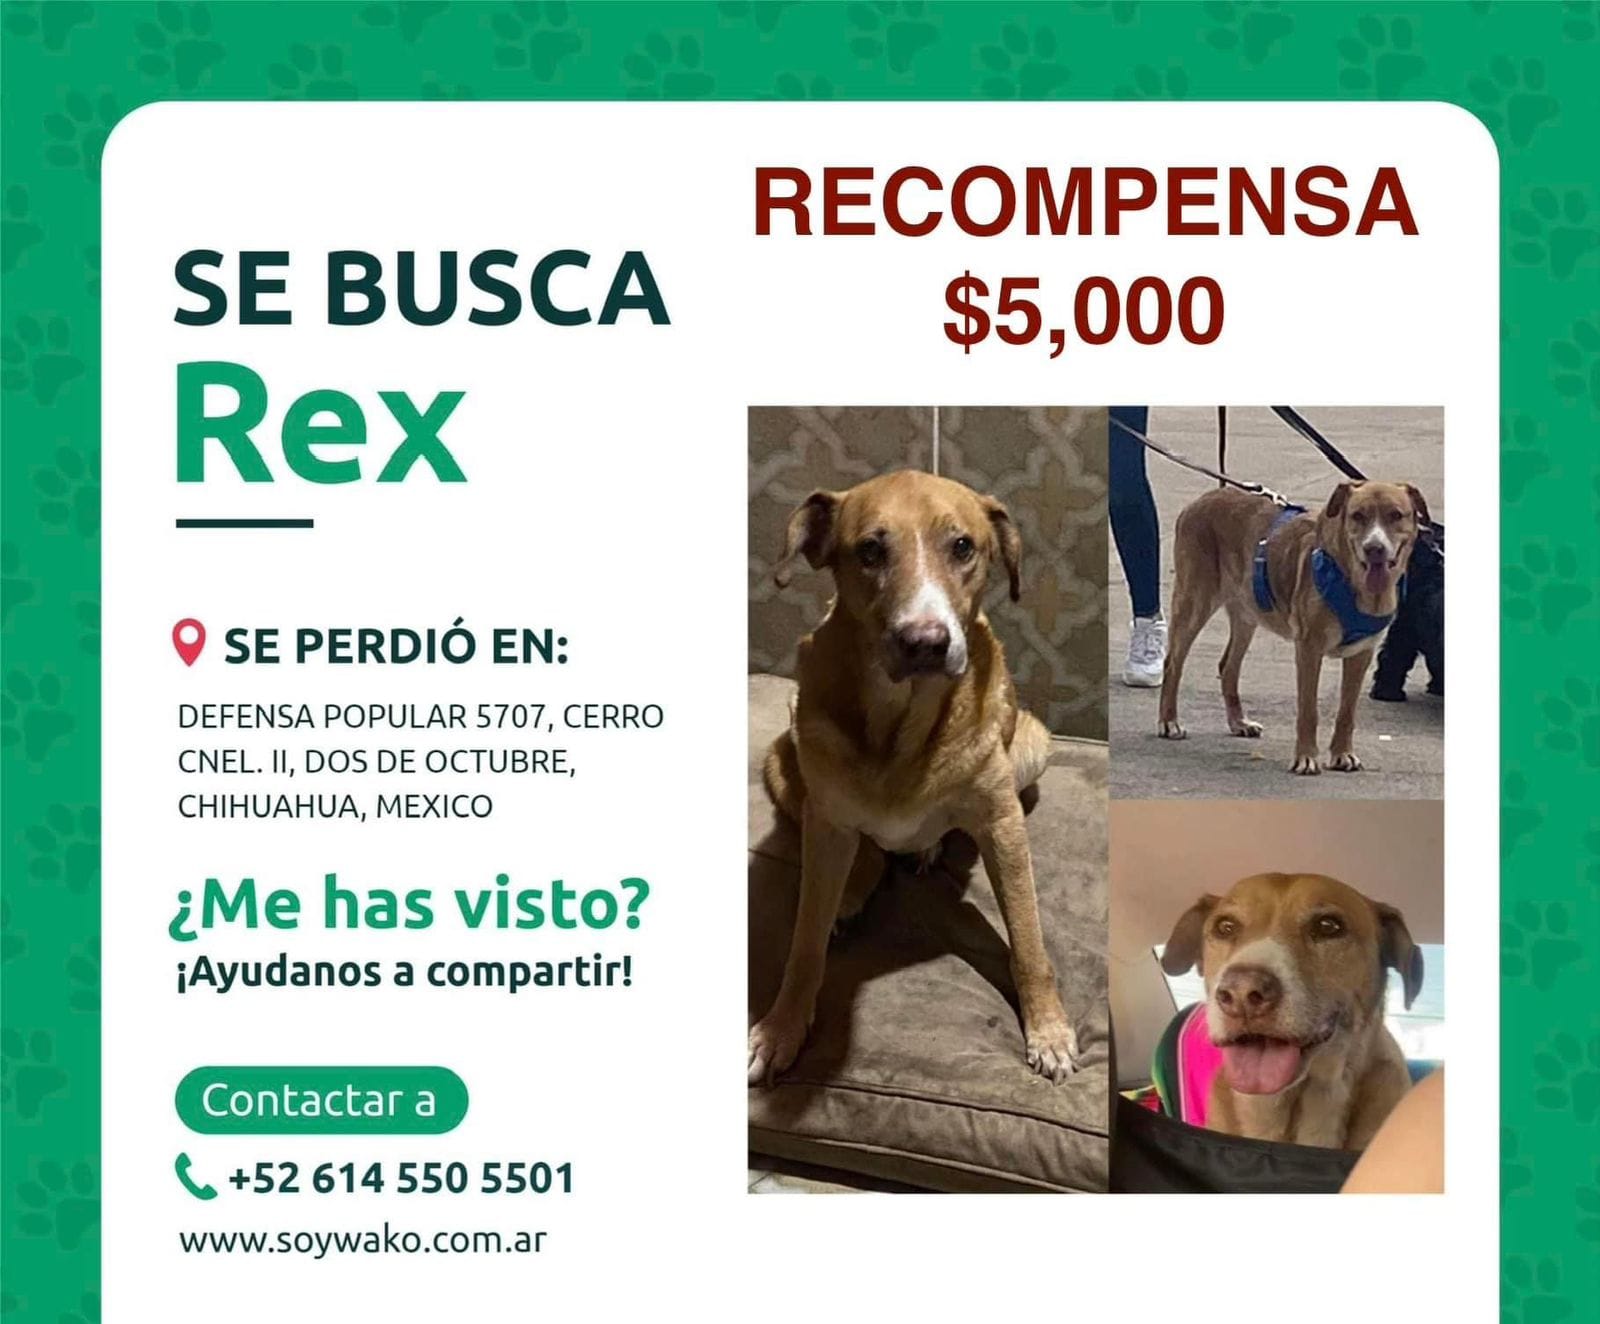 SE BUSCA
Rex
RECOMPENSA
$5,000
SE PERDIÓ EN:
DEFENSA POPULAR 5707, CERRO
CNEL. II, DOS DE OCTUBRE,
CHIHUAHUA, MEXICO
¿Me has visto?
¡Ayudanos a compartir!
Contactar a
+52 614 550 5501
www.soywako.com.ar